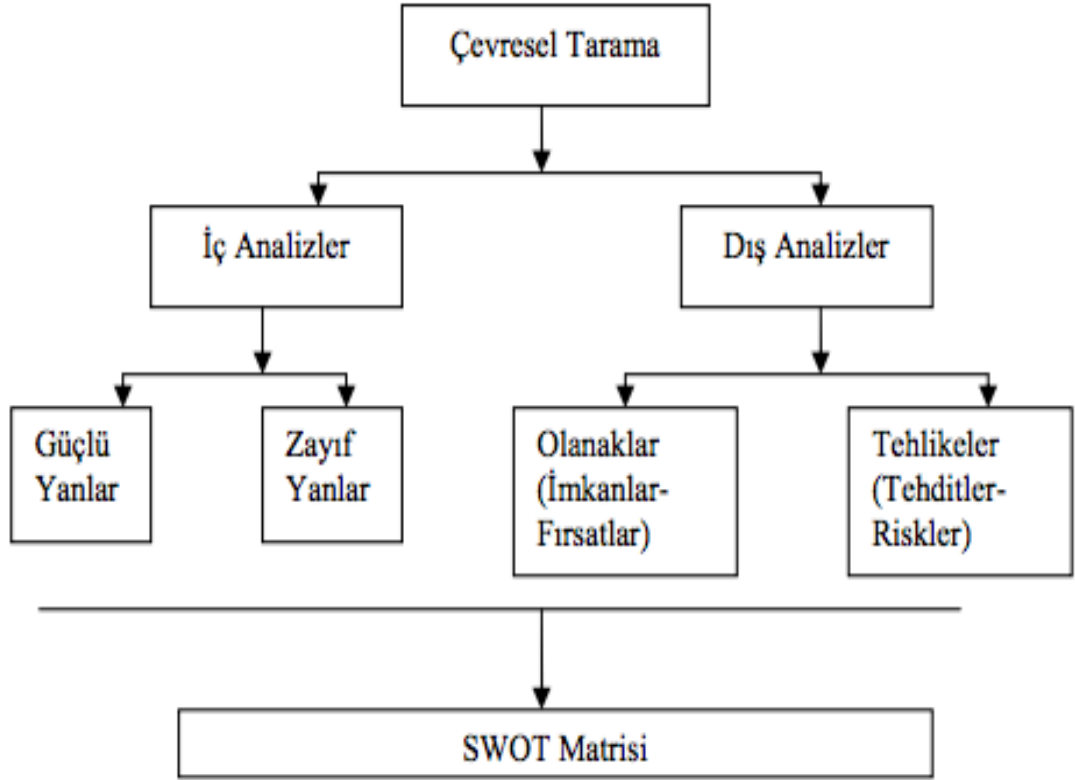 Çevresel Tarama
İç Analizler
Dış Analizler
Güçlü
Yanlar
Zayıf
Yanlar
Olanaklar
(İmkanlar-
Fırsatlar)
Tehlikeler
(Tehditler-
Riskler)
SWOT Matrisi